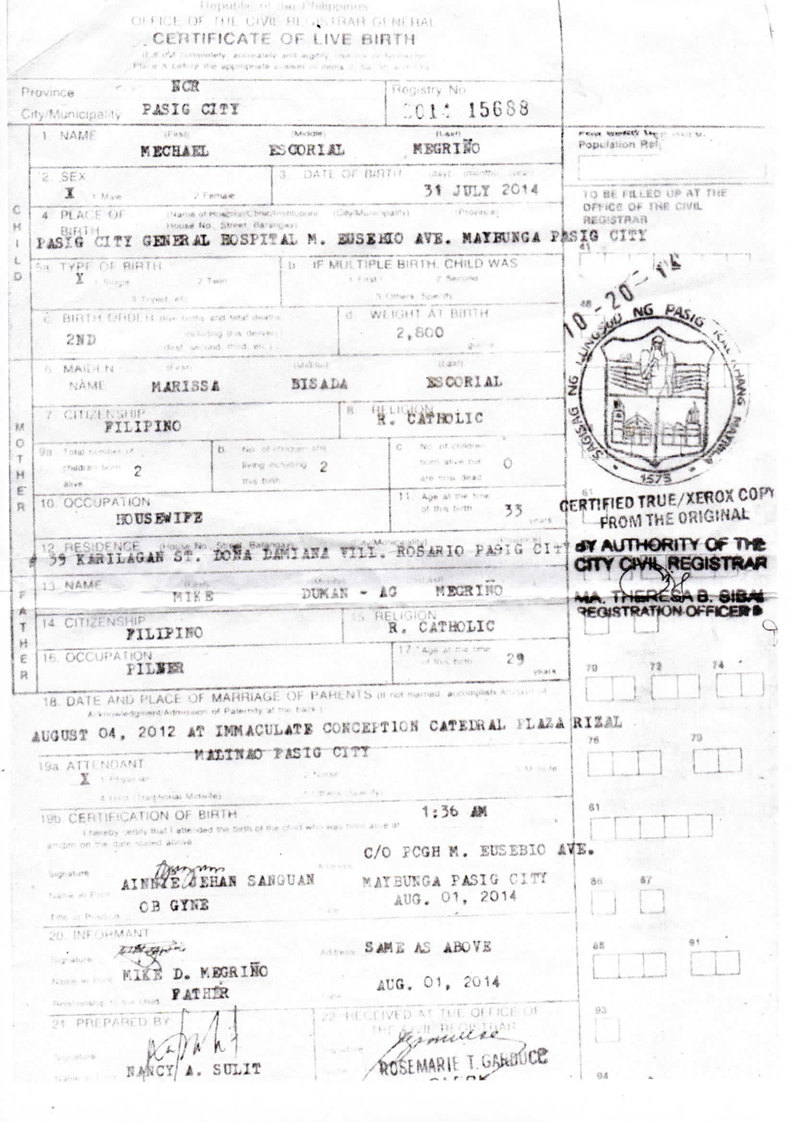 Republic of the Philippines
OFFICE OF THE CIVIL REGISTRAR GENERAL
CERTIFICATE OF LIVE BIRTH
Province NCR
Registry No.
City/Municipality PASIG CITY
15688
1. NAME (First) (Middle) (Last)
MECHAEL ESCORIAL MEGRIÑO
Population Ref
2. SEX 3. DATE OF BIRTH (day) (month) (year)
X 1 Male 2 Female 31 JULY 2014
TO BE FILLED UP AT THE
OFFICE OF THE CIVIL
REGISTRAR
CHILD
4. PLACE OF BIRTH (Name of Hospital/Clinic/Institution/ (City/Municipality) (Province)
House No., Street, Barangay)
PASIG CITY GENERAL HOSPITAL M. EUSEBIO AVE. MAYBUNGA PASIG CITY
41
5a. TYPE OF BIRTH b. IF MULTIPLE BIRTH, CHILD WAS
X 1 Single 2 Twin 1 First 2 Second
3 Triplet, etc. 3 Others, Specify
10-20-14
48
c. BIRTH ORDER (live births and fetal deaths d. WEIGHT AT BIRTH
including this delivery
2ND 2,800
(first, second, third, etc.) grams
SAGISAG NG LUNGSOD NG PASIG KALAKHANG MAYNILA
1573
MOTHER
6. MAIDEN (First) (Middle) (Last)
NAME MARISSA BISADA ESCORIAL
7. CITIZENSHIP 8. RELIGION
FILIPINO R. CATHOLIC
9a. Total number of children born alive 2
b. No. of children still living including this birth 2
c. No. of children born alive but are now dead 0
10. OCCUPATION 11. Age at the time of this birth 33 years
HOUSEWIFE
61
CERTIFIED TRUE/XEROX COPY
FROM THE ORIGINAL
12. RESIDENCE (House No., Street, Barangay) (City/Municipality)
# 59 KARILAGAN ST. DOÑA DAMIANA VILL. ROSARIO PASIG CITY
BY AUTHORITY OF THE
CITY CIVIL REGISTRAR
MA. THERESA B.
REGISTRATION OFFICER
FATHER
13. NAME (First) (Middle) (Last)
MIKE DUMAN - AG MEGRIÑO
14. CITIZENSHIP 15. RELIGION
FILIPINO R. CATHOLIC
16. OCCUPATION 17. Age at the time of this birth 29 years
70 72 74
18. DATE AND PLACE OF MARRIAGE OF PARENTS (If not married, accomplish
Acknowledgment/Admission of Paternity at the back.)
AUGUST 04, 2012 AT IMMACULATE CONCEPTION CATEDRAL PLAZA RIZAL
MALINAO PASIG CITY
76 79
19a. ATTENDANT
X 1 Physician 2 Nurse 3 Midwife
4 Hilot (Traditional Midwife) 5 Others
19b. CERTIFICATION OF BIRTH 1:36 AM
I hereby certify that I attended the birth of the child who was born alive at
am/pm on the date stated above.
81
C/O PCGH M. EUSEBIO AVE.
Signature Address
AINNIE JEHAN SANGUAN MAYBUNGA PASIG CITY
Name in Print
OB GYNE AUG. 01, 2014
Title or Position Date
86 87
20. INFORMANT
Signature Address SAME AS ABOVE
Name in Print MIKE D. MEGRIÑO
Relationship to the Child FATHER
Date AUG. 01, 2014
88 91
21. PREPARED BY 22. RECEIVED AT THE OFFICE OF
THE CIVIL REGISTRAR
93
Signature Signature
NANCY A. SULIT ROSEMARIE T. GARDUCE
Name in
CLERK
94